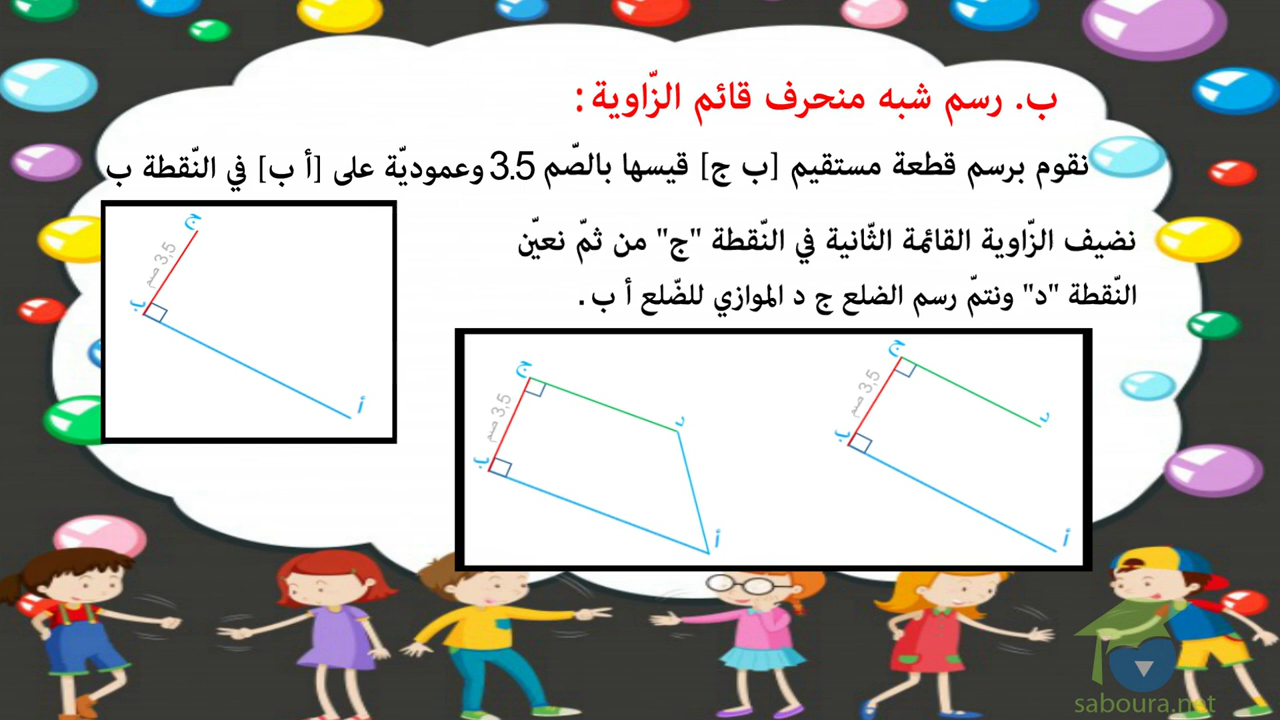 ب. رسم شبه منحرف قائم الزّاوية :
نقوم برسم قطعة مستقيم [ب ج] قيسها بالصّم 3.5 وعموديّة على [أ ب] في النّقطة ب
نضيف الزّاوية القائمة الثّانية في النّقطة "ج" من ثمّ نعيّن
النّقطة "د" ونتمّ رسم الضلع ج د الموازي للضّلع أ ب .
ج
3,5 صم
ب
أ
ج
3,5 صم
د
ب
أ
ج
3,5 صم
د
ب
أ
saboura.net